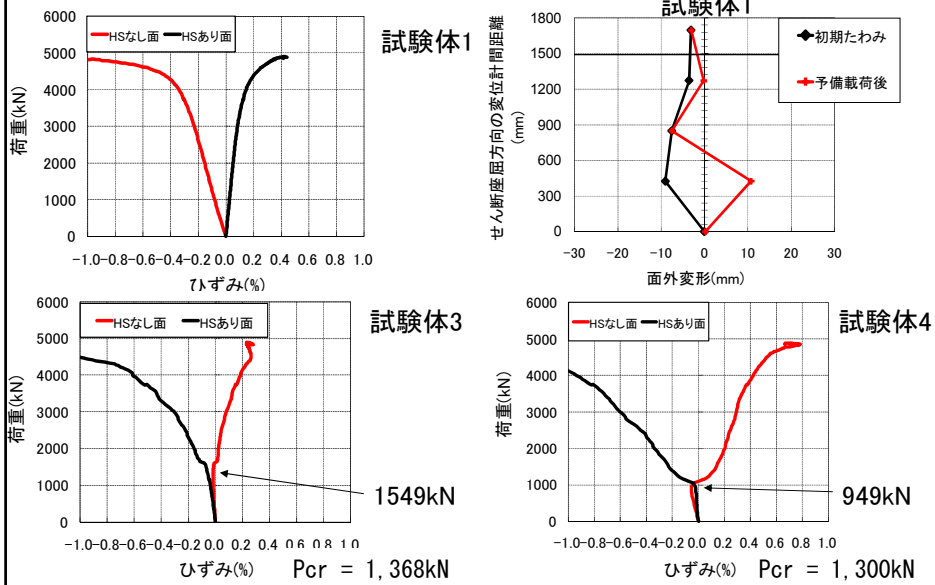 試験体1
HSなし面 HSあり面
荷重(kN)
6000
5000
4000
3000
2000
1000
0
-1.0-0.8-0.6-0.4-0.2 0.0 0.2 0.4 0.6 0.8 1.0
ひずみ(%)
試験体1
初期たわみ
予備載荷後
せん断座屈方向の変位計間距離
(mm)
1800
1500
1200
900
600
300
0
-30 -20 -10 0 10 20 30
面外変形(mm)
試験体3
HSなし面 HSあり面
荷重(kN)
6000
5000
4000
3000
2000
1000
0
1549kN
-1.0-0.8-0.6-0.4-0.2 0.0 0.2 0.4 0.6 0.8 1.0
ひずみ(%)
Pcr = 1,368kN
試験体4
HSなし面 HSあり面
荷重(kN)
6000
5000
4000
3000
2000
1000
0
949kN
-1.0-0.8-0.6-0.4-0.2 0.0 0.2 0.4 0.6 0.8 1.0
ひずみ(%)
Pcr = 1,300kN